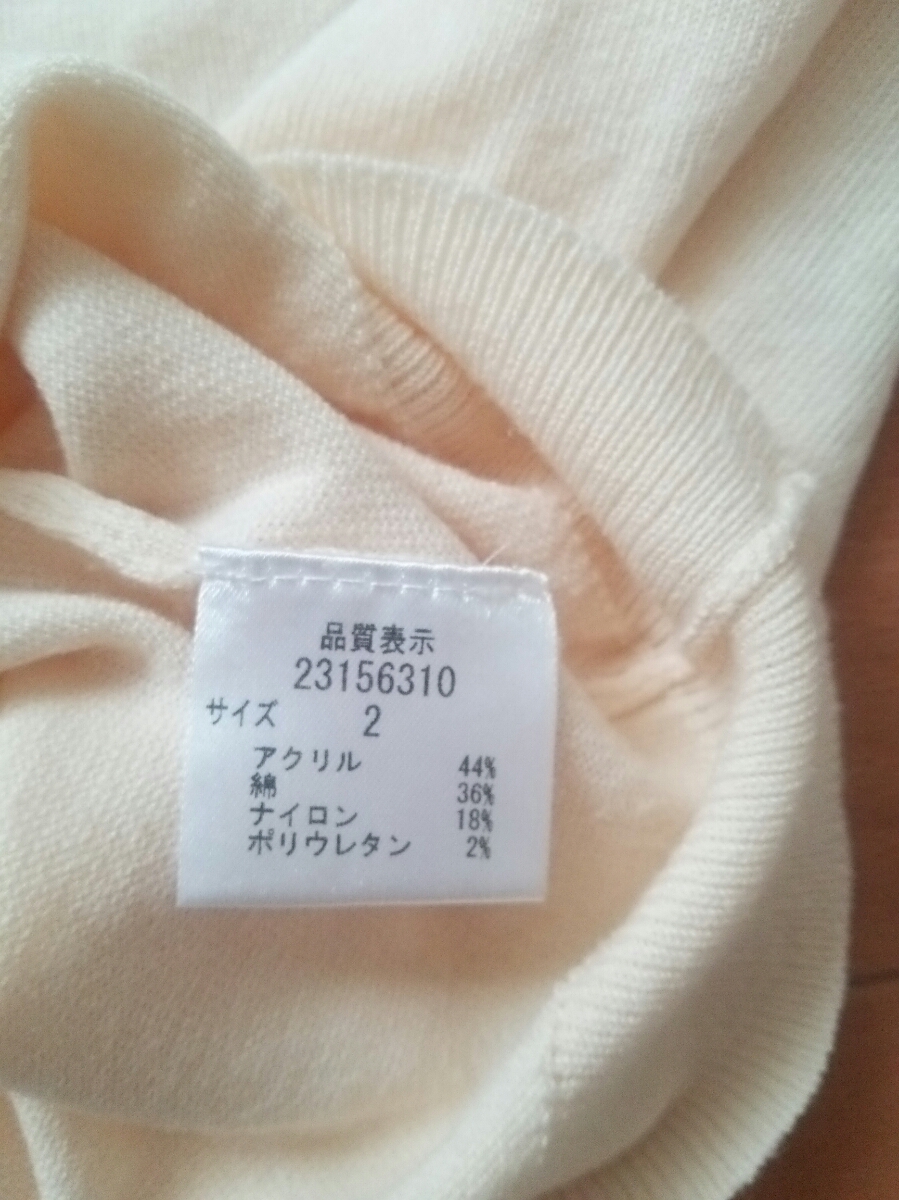 品質表示
23156310
サイズ 2
アクリル 44%
綿 36%
ナイロン 18%
ポリウレタン 2%